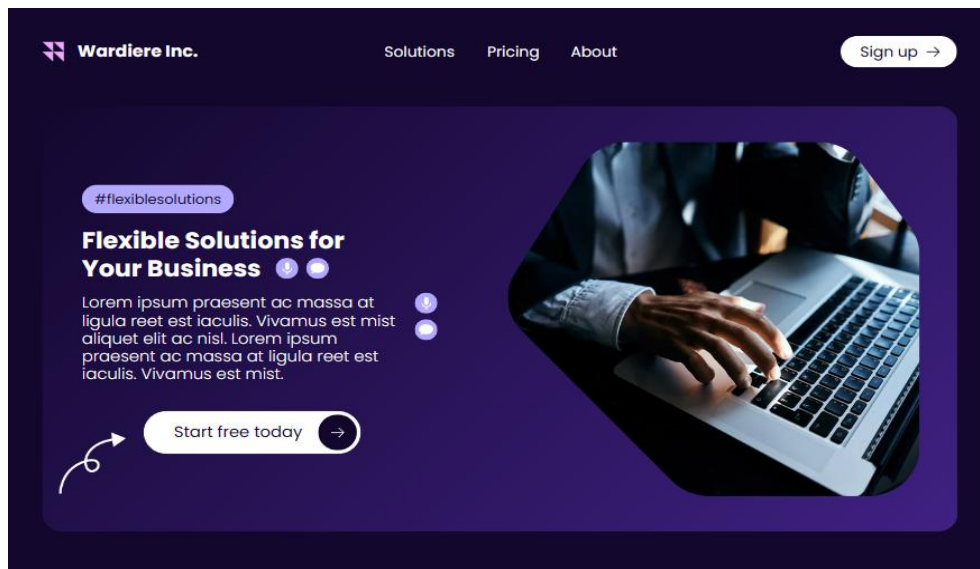 Wardiere Inc.
Solutions
Pricing
About
Sign up
#flexiblesolutions
Flexible Solutions for
Your Business
Lorem ipsum praesent ac massa at
ligula reet est iaculis. Vivamus est mist
aliquet elit ac nisl. Lorem ipsum
praesent ac massa at ligula reet est
iaculis. Vivamus est mist.
Start free today